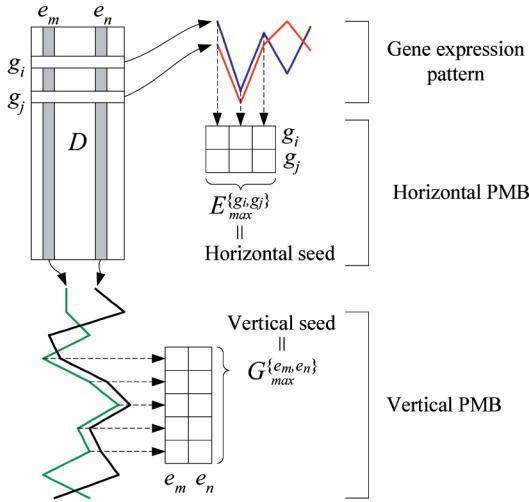 e_m e_n
g_i
g_j
D
Gene expression
pattern
g_i
g_j
E_max^{g_i,g_j}
=
Horizontal seed
Horizontal PMB
Vertical seed
=
G_max^{e_m,e_n}
Vertical PMB
e_m e_n